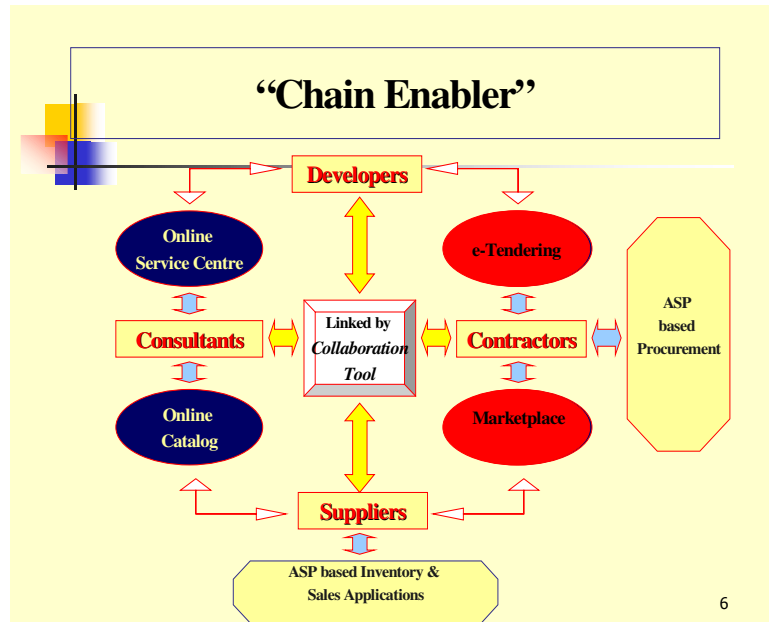 “Chain Enabler”
Developers
Online
Service Centre
e-Tendering
ASP
based
Procurement
Consultants
Linked by
Collaboration
Tool
Contractors
Online
Catalog
Marketplace
Suppliers
ASP based Inventory &
Sales Applications
6